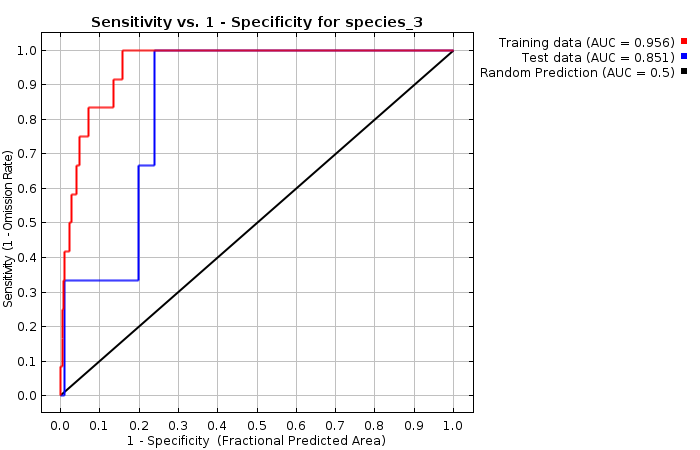 Sensitivity vs. 1 - Specificity for species_3
Training data (AUC = 0.956)
Test data (AUC = 0.851)
Random Prediction (AUC = 0.5)
Sensitivity (1 - Omission Rate)
1.0
0.9
0.8
0.7
0.6
0.5
0.4
0.3
0.2
0.1
0.0
0.0 0.1 0.2 0.3 0.4 0.5 0.6 0.7 0.8 0.9 1.0
1 - Specificity (Fractional Predicted Area)